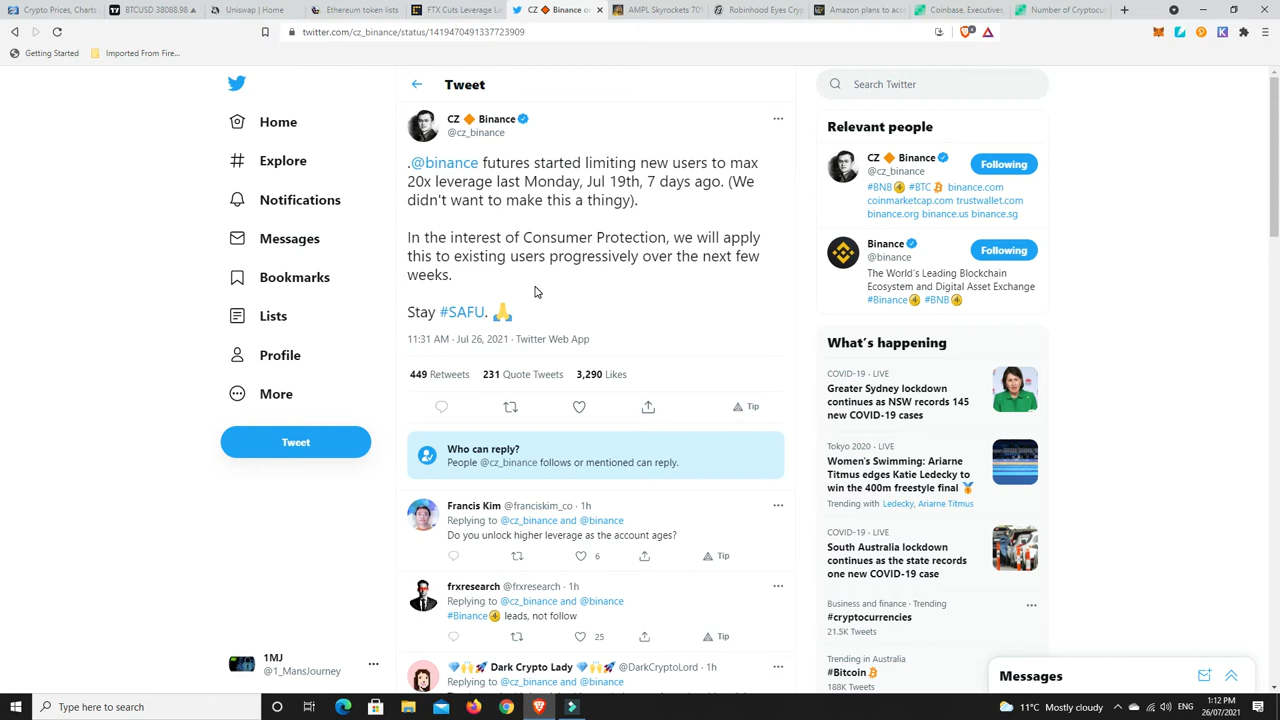 Crypto Prices, Charts
BTCUSD 38088.98 ▲
Uniswap | Home
Ethereum token lists
FTX Cuts Leverage Li
CZ 🔶 Binance o
AMPL Skyrockets 70%
Robinhood Eyes Cryp
Amazon plans to acc
Coinbase, Executives
Number of Cryptocu
twitter.com/cz_binance/status/1419470491337723909
Getting Started
Imported From Fire...
Home
Explore
Notifications
Messages
Bookmarks
Lists
Profile
More
Tweet
1MJ
@1_MansJourney
Tweet
CZ 🔶 Binance
@cz_binance
.@binance futures started limiting new users to max
20x leverage last Monday, Jul 19th, 7 days ago. (We
didn't want to make this a thingy).
In the interest of Consumer Protection, we will apply
this to existing users progressively over the next few
weeks.
Stay #SAFU. 🙏
11:31 AM · Jul 26, 2021 · Twitter Web App
449 Retweets 231 Quote Tweets 3,290 Likes
Tip
Who can reply?
People @cz_binance follows or mentioned can reply.
Francis Kim @franciskim_co · 1h
Replying to @cz_binance and @binance
Do you unlock higher leverage as the account ages?
6 Tip
frxresearch @frxresearch · 1h
Replying to @cz_binance and @binance
#Binance leads, not follow
25 Tip
💎🙌🚀 Dark Crypto Lady 💎🙌🚀 @DarkCryptoLord · 1h
Replying to @cz_binance and @binance
Search Twitter
Relevant people
CZ 🔶 Binance
@cz_binance
Following
#BNB #BTC binance.com
coinmarketcap.com trustwallet.com
binance.org binance.us binance.sg
Binance
@binance
Following
The World's Leading Blockchain
Ecosystem and Digital Asset Exchange
#Binance #BNB
What's happening
COVID-19 · LIVE
Greater Sydney lockdown
continues as NSW records 145
new COVID-19 cases
Tokyo 2020 · LIVE
Women's Swimming: Ariarne
Titmus edges Katie Ledecky to
win the 400m freestyle final 🥇
Trending with Ledecky, Ariarne Titmus
COVID-19 · LIVE
South Australia lockdown
continues as the state records
one new COVID-19 case
Business and finance · Trending
#cryptocurrencies
21.5K Tweets
Trending in Australia
#Bitcoin
188K Tweets
Messages
Type here to search
11°C Mostly cloudy
ENG
1:12 PM
26/07/2021